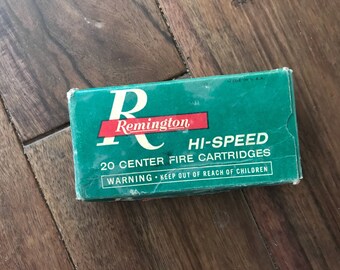 R
Remington®
HI-SPEED
20 CENTER FIRE CARTRIDGES
WARNING • KEEP OUT OF REACH OF CHILDREN